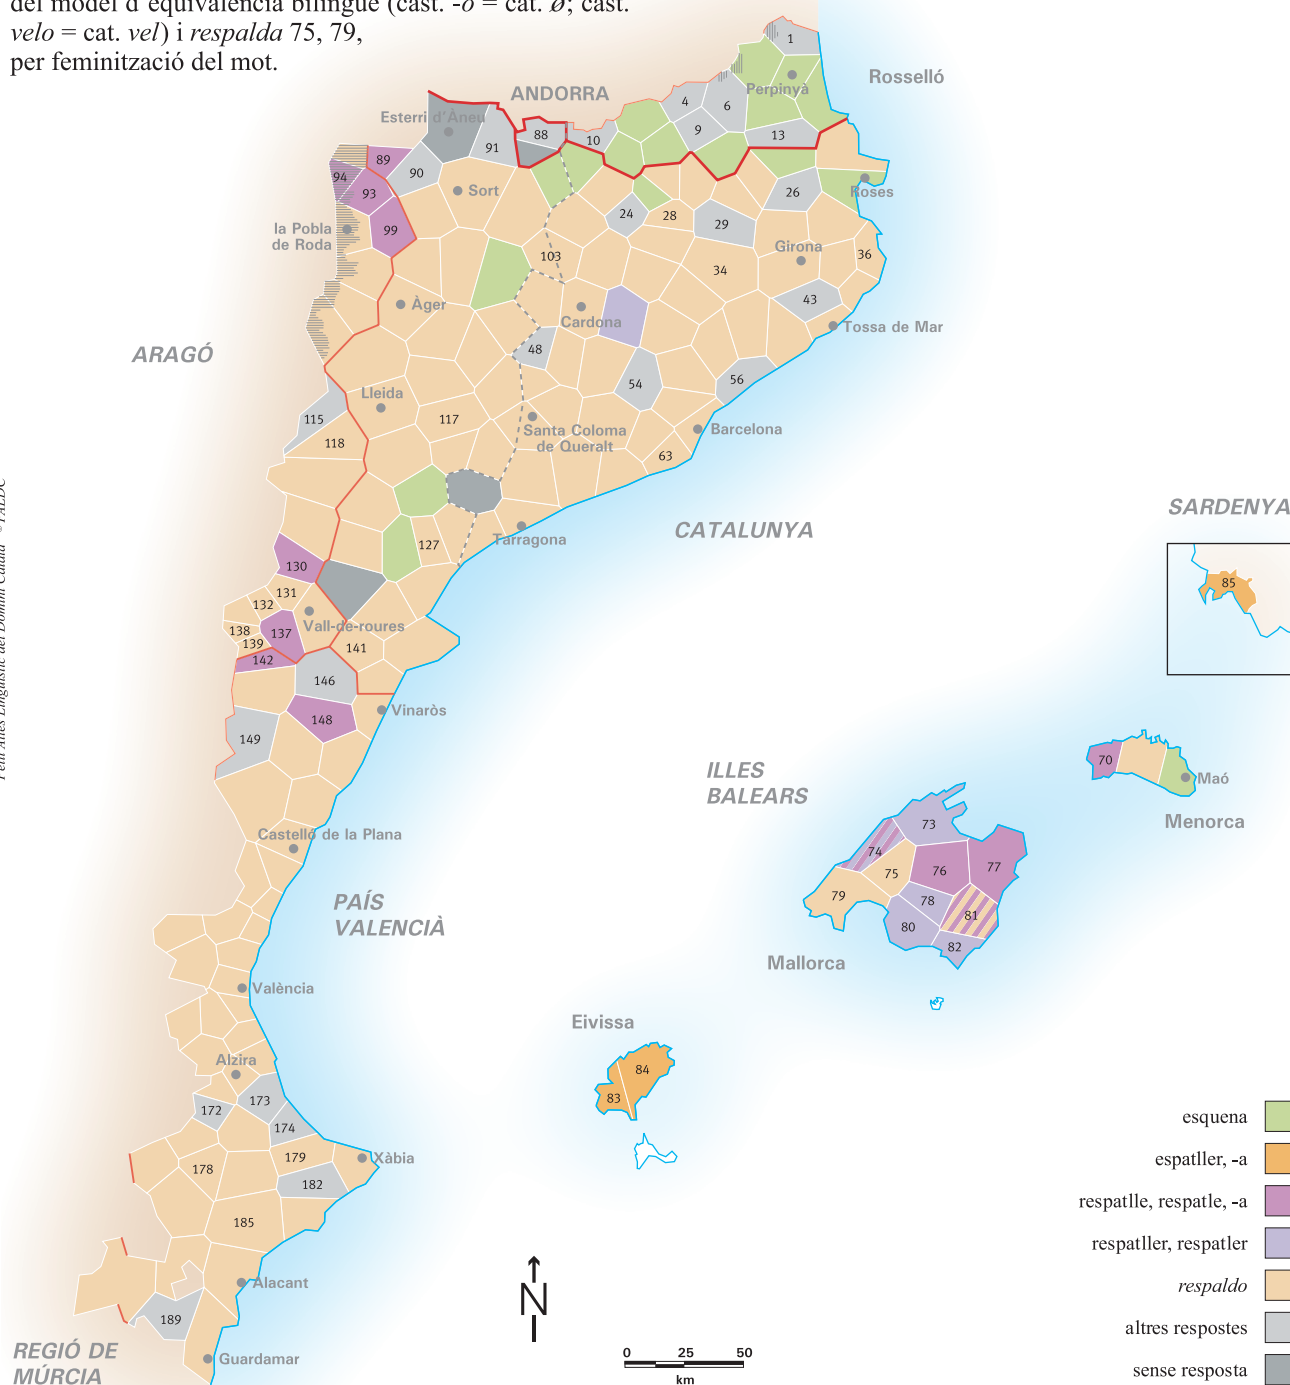 del model d’equivalència bilingüe (cast. -o = cat. ø; cast.
velo = cat. vel) i respalda 75, 79,
per feminització del mot.
ANDORRA
Rosselló
Perpinyà
Esterri d’Àneu
Sort
Roses
la Pobla
de Roda
Girona
Àger
Cardona
Tossa de Mar
ARAGÓ
Lleida
Santa Coloma
de Queralt
Barcelona
Tarragona
CATALUNYA
SARDENYA
Vall-de-roures
Vinaròs
ILLES
BALEARS
Maó
Menorca
Castelló de la Plana
PAÍS
VALENCIÀ
Mallorca
València
Eivissa
Alzira
Xàbia
Alacant
REGIÓ DE
MÚRCIA
Guardamar
1
4
6
9
10
13
88
91
89
90
94
93
99
26
24
28
29
103
34
36
43
48
54
56
115
117
118
63
127
130
131
132
137
138
139
141
142
146
148
149
85
70
73
74
75
76
77
78
79
80
81
82
83
84
172
173
174
178
179
182
185
189
esquena
espatller, -a
respatlle, respatle, -a
respatller, respatler
respaldo
altres respostes
sense resposta
N
0 25 50
km